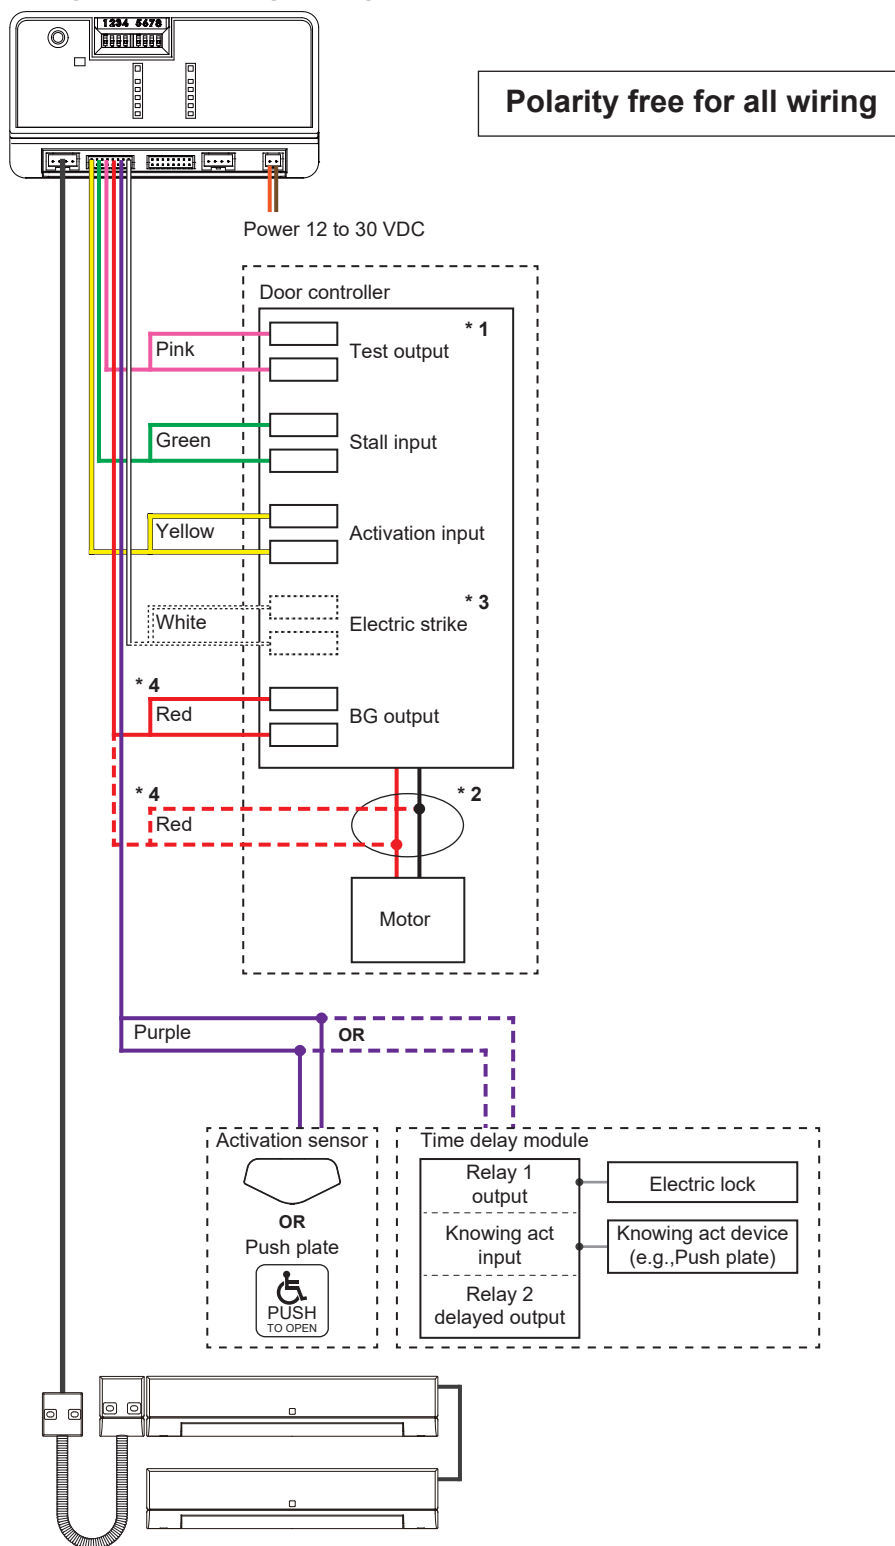 1234 5678
Polarity free for all wiring
Power 12 to 30 VDC
Door controller
* 1
Pink
Test output
Green
Stall input
Yellow
Activation input
* 3
White
Electric strike
* 4
Red
BG output
* 4
* 2
Red
Motor
Purple
OR
Activation sensor
OR
Push plate
PUSH
TO OPEN
Time delay module
Relay 1
output
Electric lock
Knowing act
input
Knowing act device
(e.g.,Push plate)
Relay 2
delayed output